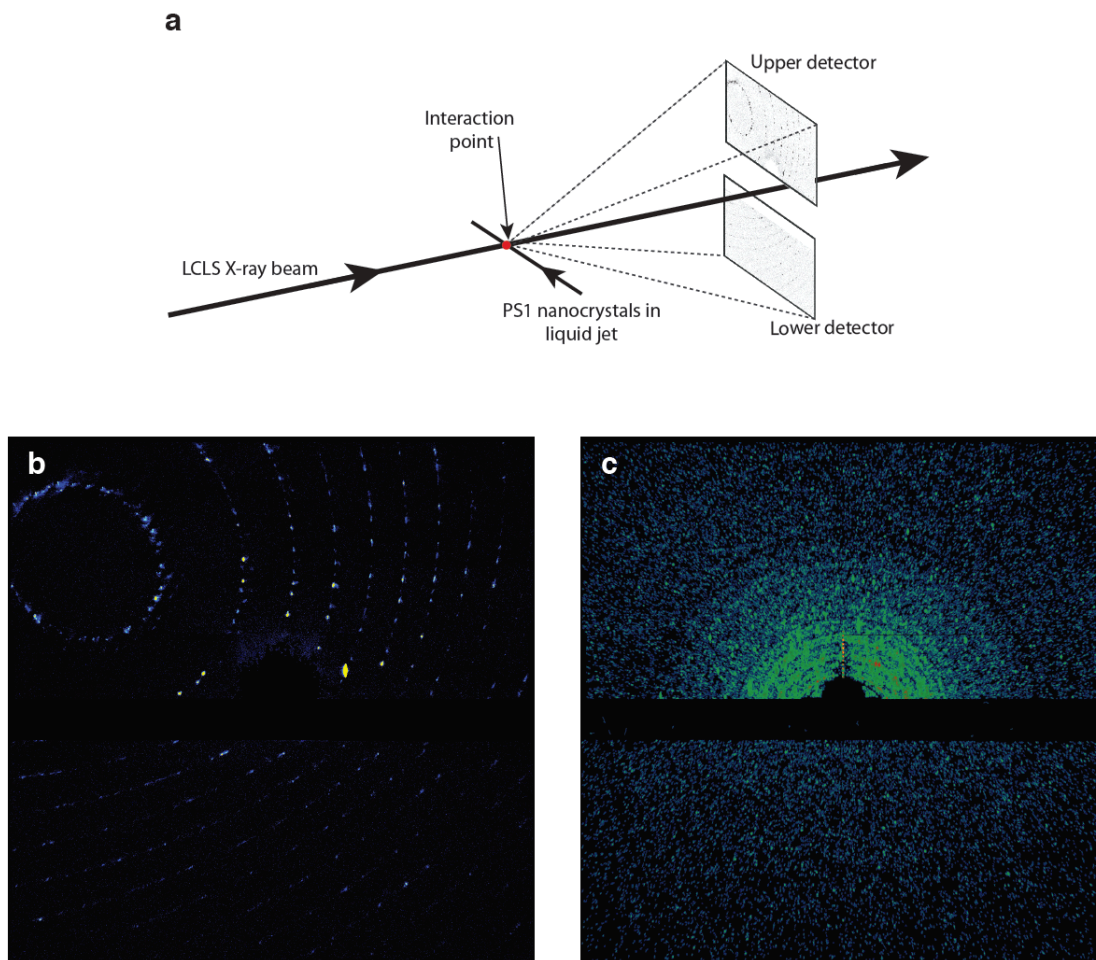 a
Upper detector
Interaction
point
LCLS X-ray beam
PS1 nanocrystals in
liquid jet
Lower detector
b
c